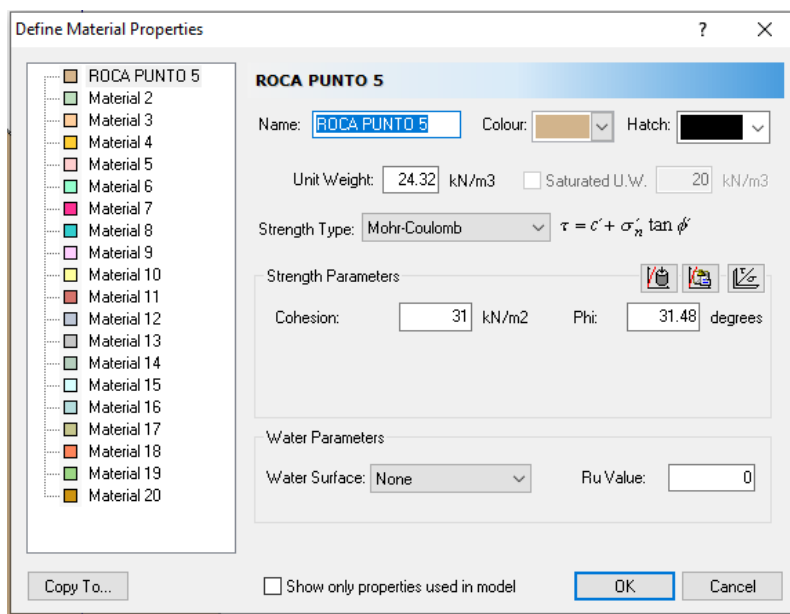 Define Material Properties
?
ROCA PUNTO 5
Material 2
Material 3
Material 4
Material 5
Material 6
Material 7
Material 8
Material 9
Material 10
Material 11
Material 12
Material 13
Material 14
Material 15
Material 16
Material 17
Material 18
Material 19
Material 20
ROCA PUNTO 5
Name: ROCA PUNTO 5 Colour: Hatch:
Unit Weight: 24.32 kN/m3 Saturated U.W. 20 kN/m3
Strength Type: Mohr-Coulomb τ = c′ + σ′n tan ϕ′
Strength Parameters
Cohesion: 31 kN/m2 Phi: 31.48 degrees
Water Parameters
Water Surface: None Ru Value: 0
Copy To... Show only properties used in model OK Cancel